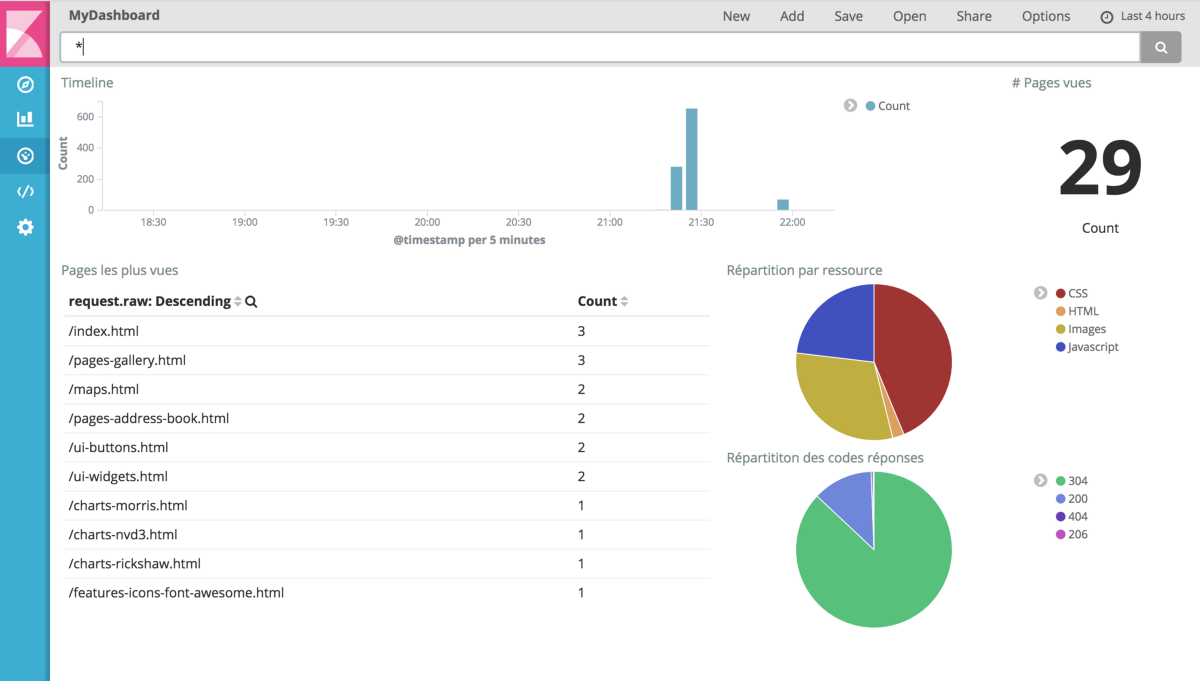 MyDashboard
New Add Save Open Share Options Last 4 hours
*
Timeline
600
400
200
0
Count
18:30 19:00 19:30 20:00 20:30 21:00 21:30 22:00
@timestamp per 5 minutes
Count
# Pages vues
29
Count
Pages les plus vues
request.raw: Descending Count
/index.html 3
/pages-gallery.html 3
/maps.html 2
/pages-address-book.html 2
/ui-buttons.html 2
/ui-widgets.html 2
/charts-morris.html 1
/charts-nvd3.html 1
/charts-rickshaw.html 1
/features-icons-font-awesome.html 1
Répartition par ressource
CSS
HTML
Images
Javascript
Répartititon des codes réponses
304
200
404
206